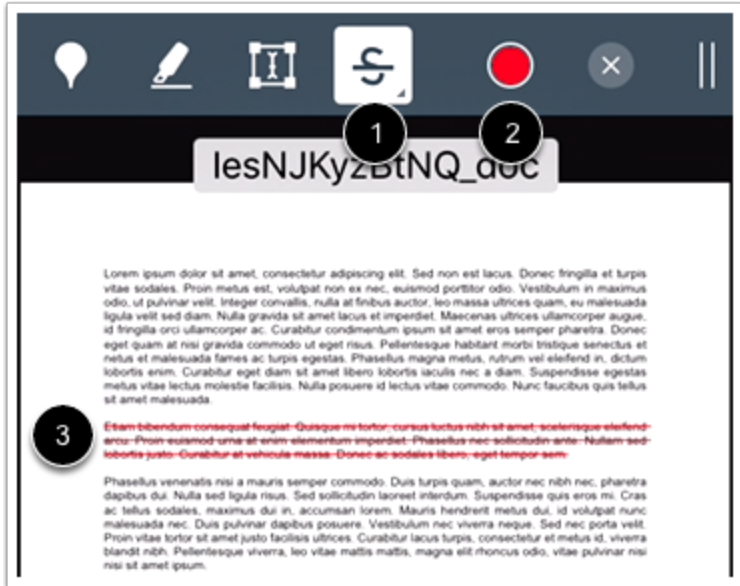 1
2
IesNJKyzBtNQ_doc
Lorem ipsum dolor sit amet, consectetur adipiscing elit. Sed non est lacus. Donec fringilla et turpis
vitae sodales. Proin metus est, volutpat non ex nec, euismod porttitor odio. Vestibulum in maximus
odio, ut pulvinar velit. Integer convallis, nulla at finibus auctor, leo massa ultrices quam, eu malesuada
ligula velit sed diam. Nulla gravida sit amet lacus et imperdiet. Maecenas ultrices ullamcorper augue,
id fringilla orci ullamcorper ac. Curabitur condimentum ipsum sit amet eros semper pharetra. Donec
eget quam at nisi gravida commodo ut eget risus. Pellentesque habitant morbi tristique senectus et
netus et malesuada fames ac turpis egestas. Phasellus magna metus, rutrum vel eleifend in, dictum
lobortis enim. Curabitur eget diam sit amet libero lobortis iaculis nec a diam. Suspendisse egestas
metus vitae lectus molestie facilisis. Nulla posuere id lectus vitae commodo. Nunc faucibus quis tellus
sit amet malesuada.
3
Etiam bibendum consequat feugiat. Quisque mi tortor, cursus luctus nibh sit amet, scelerisque eleifend
arcu. Proin euismod urna at enim elementum imperdiet. Phasellus nec sollicitudin ante. Nullam sed
lobortis justo. Curabitur at vehicula massa. Donec ac sodales libero, eget tempor sem.
Phasellus venenatis nisi a mauris semper commodo. Duis turpis quam, auctor nec nibh nec, pharetra
dapibus dui. Nulla sed ligula risus. Sed sollicitudin laoreet interdum. Suspendisse quis eros mi. Cras
ac tellus sodales, maximus dui in, accumsan lorem. Mauris hendrerit metus dui, id volutpat nunc
malesuada nec. Duis pulvinar dapibus posuere. Vestibulum nec viverra neque. Sed nec porta velit.
Proin vitae tortor sit amet justo facilisis ultrices. Curabitur lacus turpis, consectetur et metus id, viverra
blandit nibh. Pellentesque viverra, leo vitae mattis mattis, magna elit rhoncus odio, vitae pulvinar nisi
nisi sit amet ipsum.